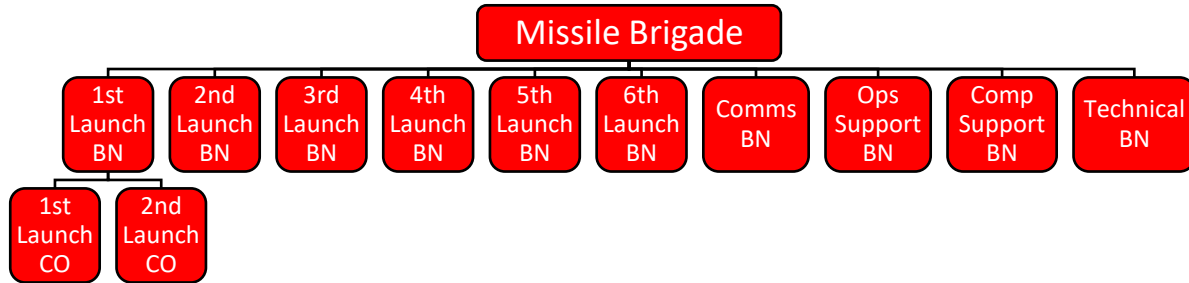 Missile Brigade
1st
Launch
BN
2nd
Launch
BN
3rd
Launch
BN
4th
Launch
BN
5th
Launch
BN
6th
Launch
BN
Comms
BN
Ops
Support
BN
Comp
Support
BN
Technical
BN
1st
Launch
CO
2nd
Launch
CO